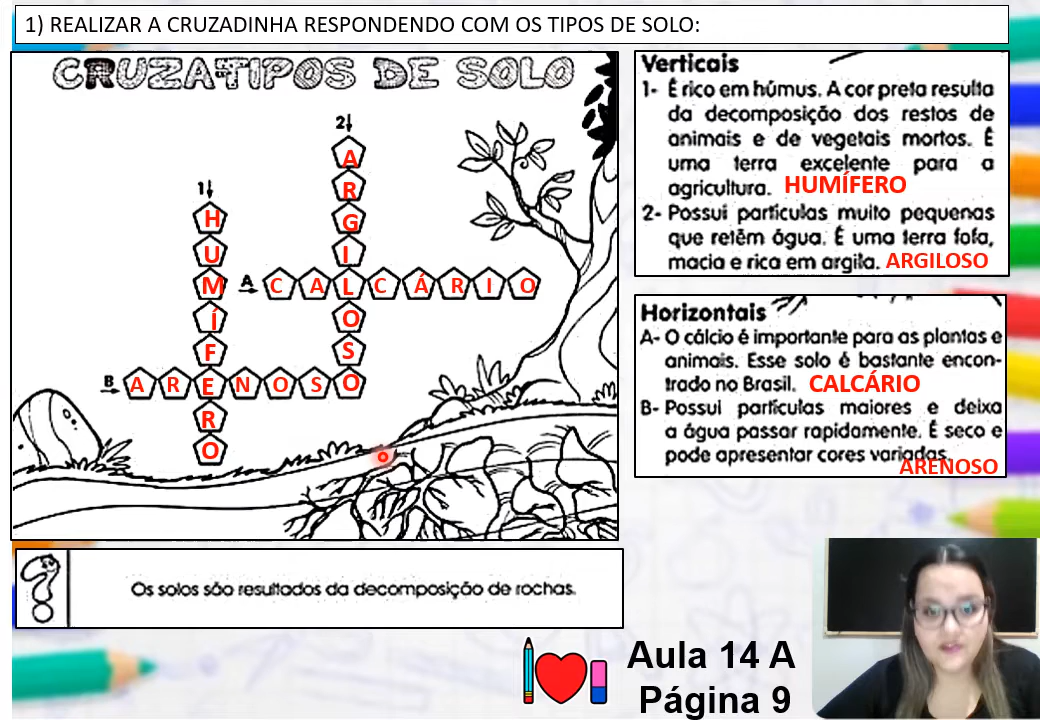 1) REALIZAR A CRUZADINHA RESPONDENDO COM OS TIPOS DE SOLO:
CRUZATIPOS DE SOLO
2↓
A
R
1↓
H G
U I
M A C A L C Á R I O
Í O
F S
B A R E N O S O
R
O
Verticais
1- É rico em húmus. A cor preta resulta
da decomposição dos restos de
animais e de vegetais mortos. É
uma terra excelente para a
agricultura. HUMÍFERO
2- Possui partículas muito pequenas
que retêm água. É uma terra fofa,
macia e rica em argila. ARGILOSO
Horizontais
A- O cálcio é importante para as plantas e
animais. Esse solo é bastante encon-
trado no Brasil. CALCÁRIO
B- Possui partículas maiores e deixa
a água passar rapidamente. É seco e
pode apresentar cores variadas.
ARENOSO
Os solos são resultados da decomposição de rochas.
Aula 14 A
Página 9